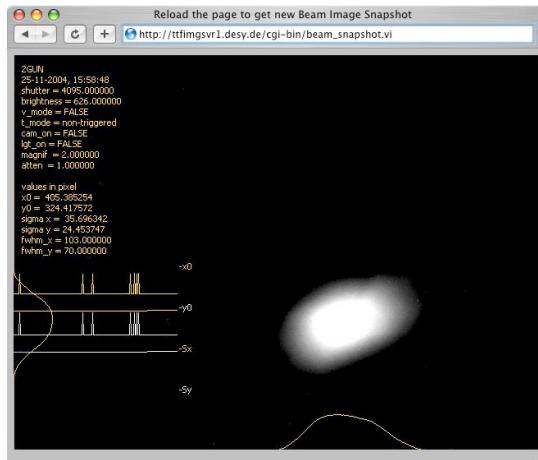 Reload the page to get new Beam Image Snapshot
http://ttfimgsvr1.desy.de/cgi-bin/beam_snapshot.vi
2GUN
25-11-2004, 15:58:48
shutter = 4095.000000
brightness = 626.000000
v_mode = FALSE
t_mode = non-triggered
cam_on = FALSE
lgt_on = FALSE
magnif = 2.000000
atten = 1.000000
values in pixel
x0 = 405.385254
y0 = 324.417572
sigma x = 35.696342
sigma y = 24.453747
fwhm_x = 103.000000
fwhm_y = 70.000000
-x0
-y0
-Sx
-Sy